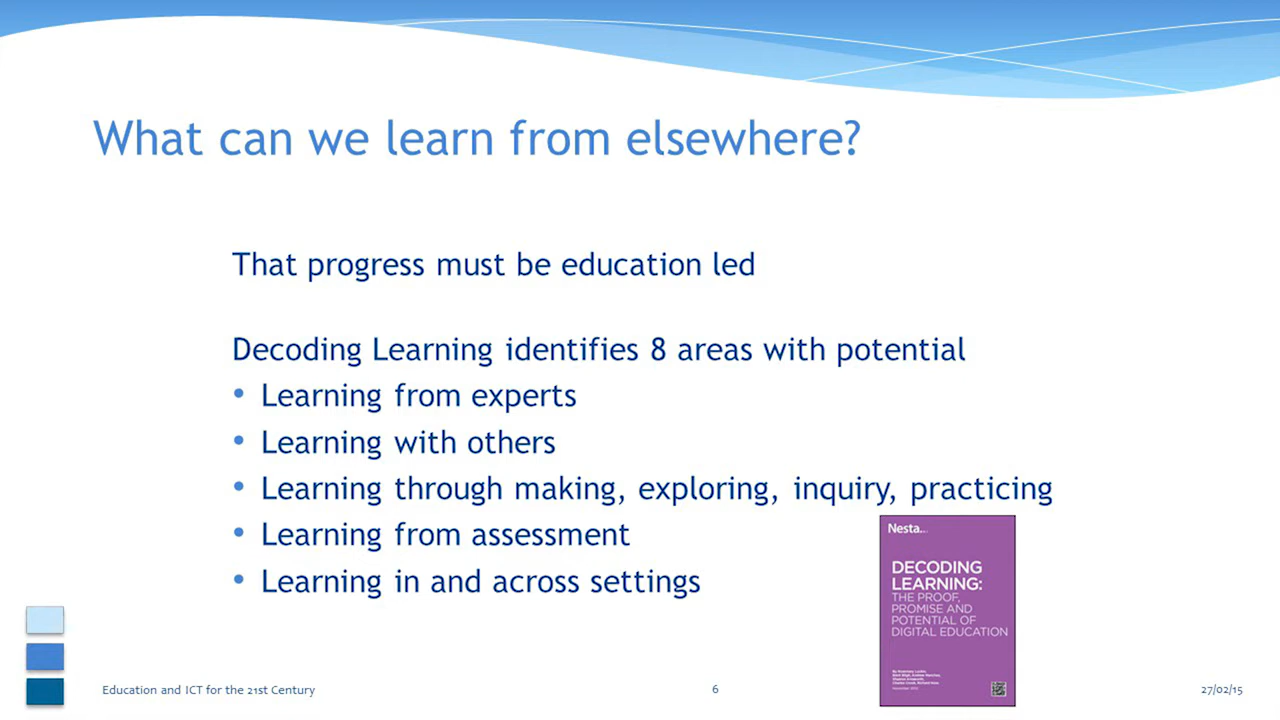 What can we learn from elsewhere?
That progress must be education led
Decoding Learning identifies 8 areas with potential
• Learning from experts
• Learning with others
• Learning through making, exploring, inquiry, practicing
• Learning from assessment
• Learning in and across settings
Nesta...
DECODING
LEARNING:
THE PROOF,
PROMISE AND
POTENTIAL OF
DIGITAL EDUCATION
Education and ICT for the 21st Century
6
27/02/15